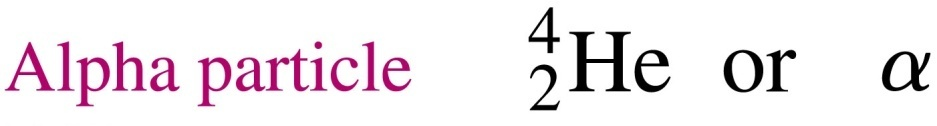 Alpha particle ⁴₂He or α